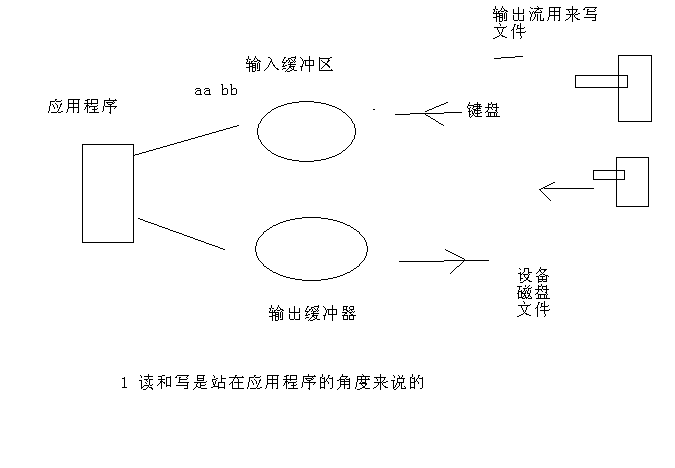 输出流用来写
文件
输入缓冲区
aa bb
应用程序
键盘
设备
磁盘
文件
输出缓冲器
1 读和写是站在应用程序的角度来说的